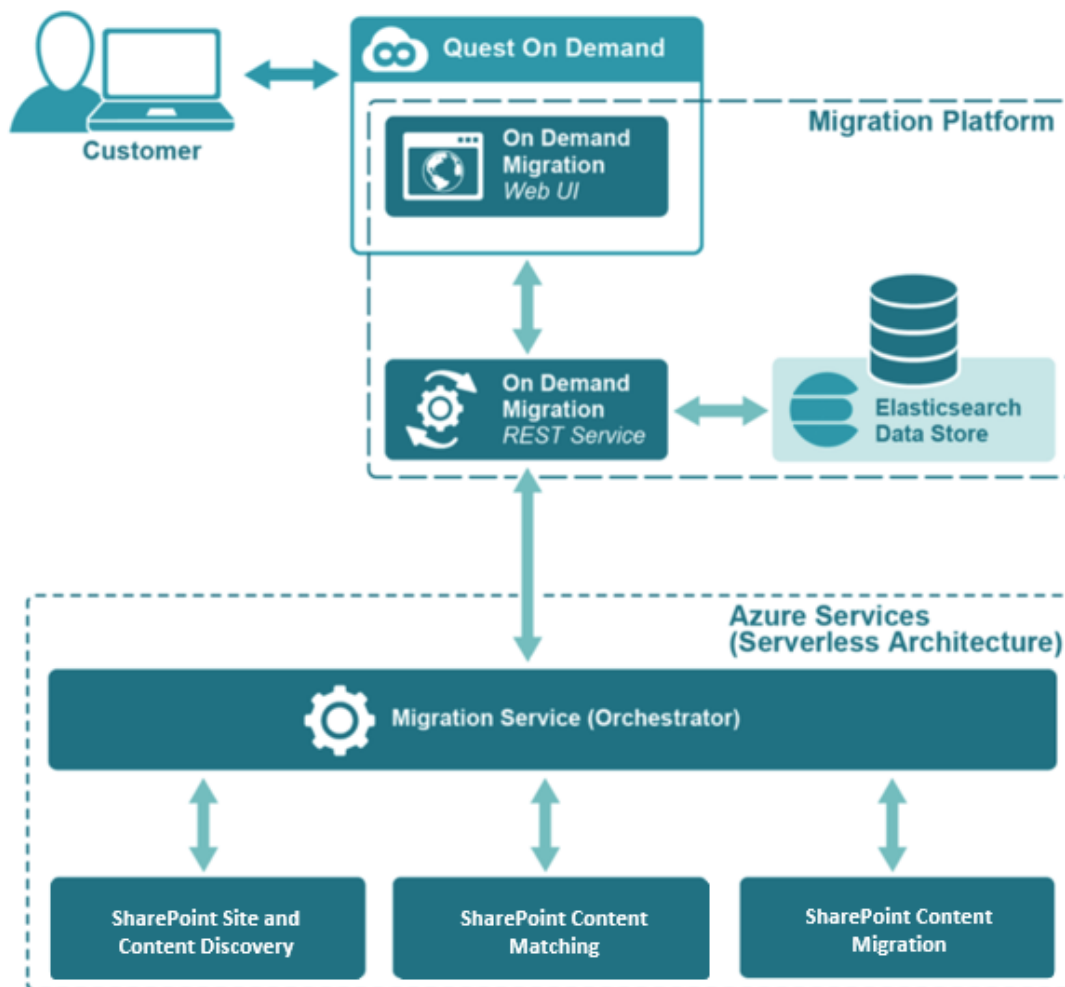 Quest On Demand
Customer
Migration Platform
On Demand
Migration
Web UI
On Demand
Migration
REST Service
Elasticsearch
Data Store
Azure Services
(Serverless Architecture)
Migration Service (Orchestrator)
SharePoint Site and
Content Discovery
SharePoint Content
Matching
SharePoint Content
Migration